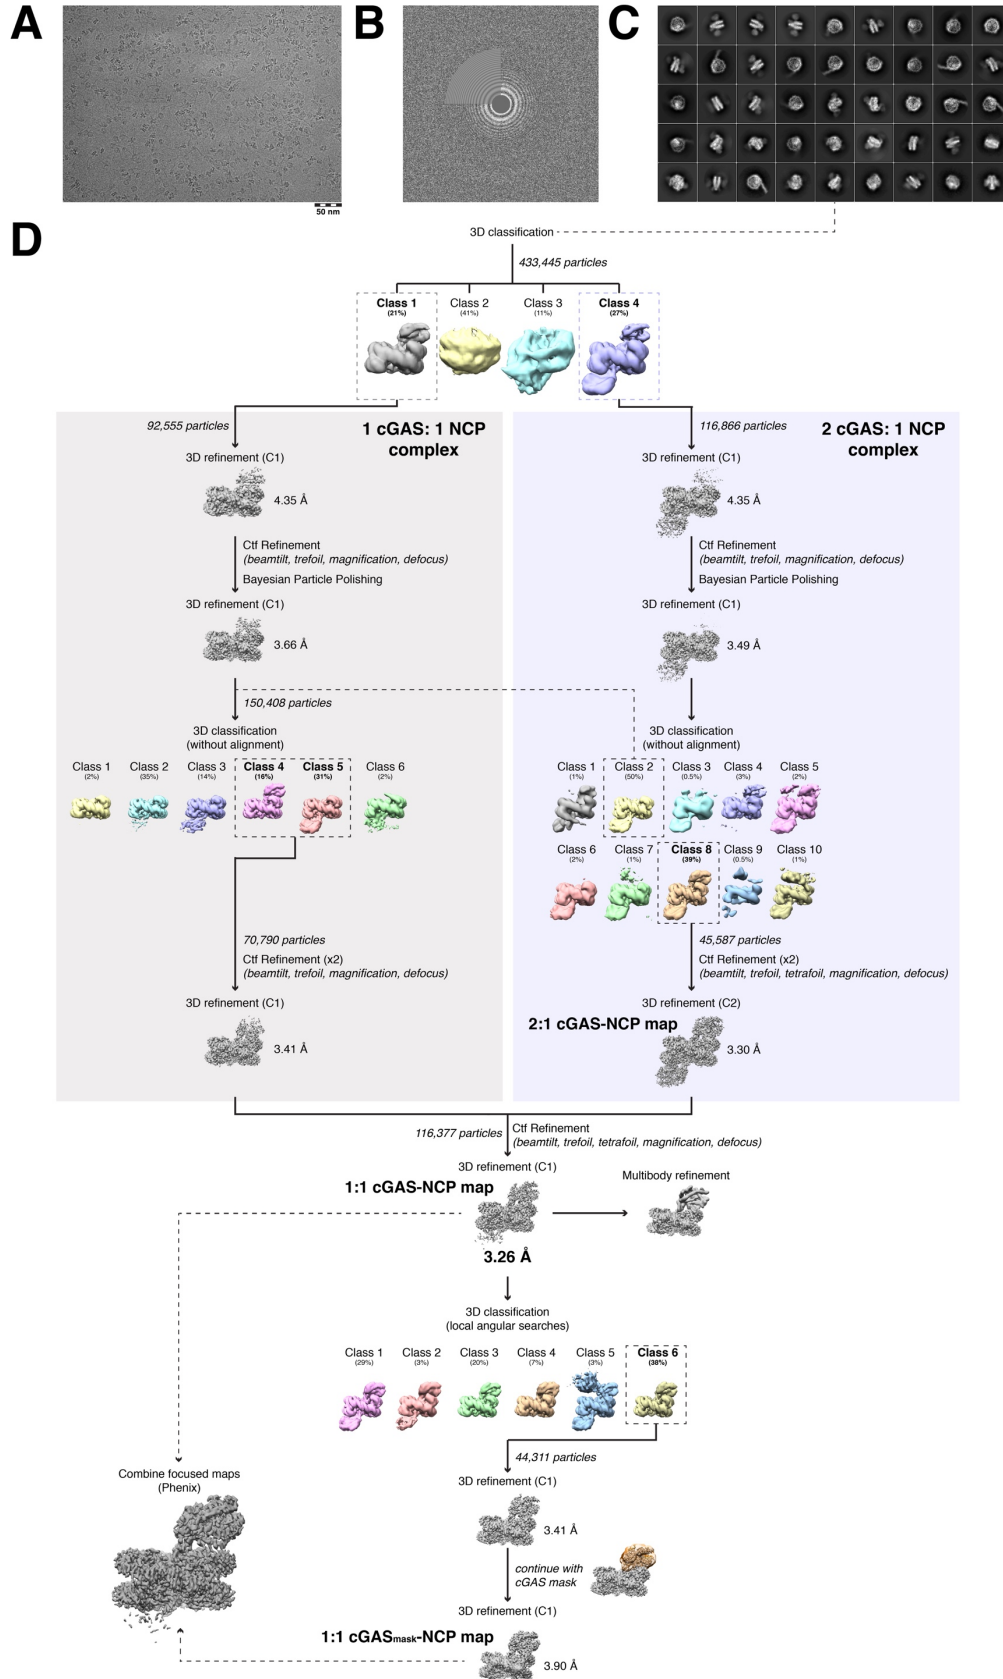 A
B
C
50 nm
D
3D classification
433,445 particles
Class 1
(21%)
Class 2
(41%)
Class 3
(11%)
Class 4
(27%)
92,555 particles
1 cGAS: 1 NCP
complex
3D refinement (C1)
4.35 Å
Ctf Refinement
(beamtilt, trefoil, magnification, defocus)
Bayesian Particle Polishing
3D refinement (C1)
3.66 Å
150,408 particles
3D classification
(without alignment)
Class 1
(2%)
Class 2
(35%)
Class 3
(14%)
Class 4
(16%)
Class 5
(31%)
Class 6
(2%)
70,790 particles
Ctf Refinement (x2)
(beamtilt, trefoil, magnification, defocus)
3D refinement (C1)
3.41 Å
116,866 particles
2 cGAS: 1 NCP
complex
3D refinement (C1)
4.35 Å
Ctf Refinement
(beamtilt, trefoil, magnification, defocus)
Bayesian Particle Polishing
3D refinement (C1)
3.49 Å
3D classification
(without alignment)
Class 1
(1%)
Class 2
(50%)
Class 3
(0.5%)
Class 4
(3%)
Class 5
(2%)
Class 6
(2%)
Class 7
(1%)
Class 8
(39%)
Class 9
(0.5%)
Class 10
(1%)
45,587 particles
Ctf Refinement (x2)
(beamtilt, trefoil, tetrafoil, magnification, defocus)
3D refinement (C2)
2:1 cGAS-NCP map
3.30 Å
116,377 particles
Ctf Refinement
(beamtilt, trefoil, tetrafoil, magnification, defocus)
3D refinement (C1)
1:1 cGAS-NCP map
Multibody refinement
3.26 Å
3D classification
(local angular searches)
Class 1
(29%)
Class 2
(3%)
Class 3
(20%)
Class 4
(7%)
Class 5
(3%)
Class 6
(38%)
44,311 particles
Combine focused maps
(Phenix)
3D refinement (C1)
3.41 Å
continue with
cGAS mask
3D refinement (C1)
1:1 cGASmask-NCP map
3.90 Å